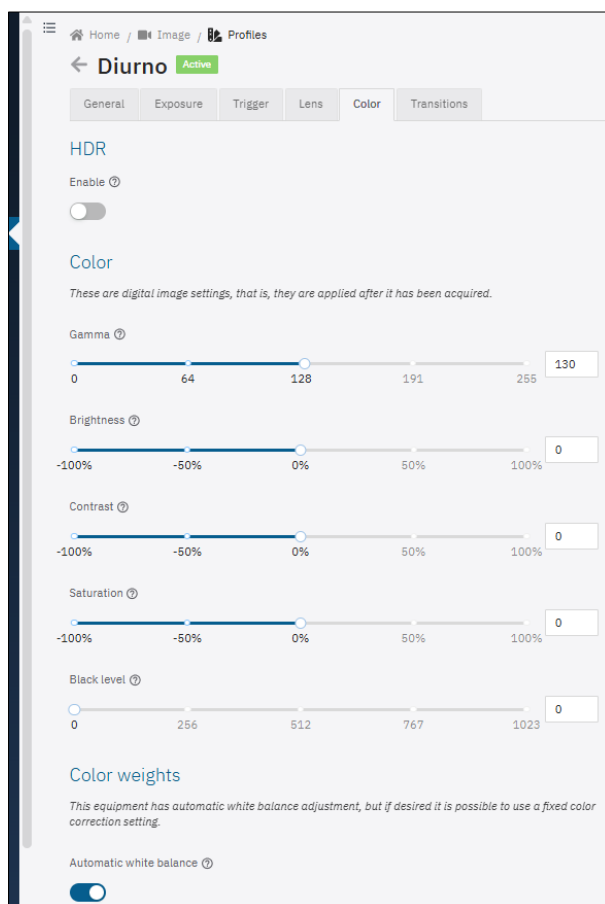 Home / Image / Profiles
Diurno Active
General Exposure Trigger Lens Color Transitions
HDR
Enable
Color
These are digital image settings, that is, they are applied after it has been acquired.
Gamma
130
0 64 128 191 255
Brightness
0
-100% -50% 0% 50% 100%
Contrast
0
-100% -50% 0% 50% 100%
Saturation
0
-100% -50% 0% 50% 100%
Black level
0
0 256 512 767 1023
Color weights
This equipment has automatic white balance adjustment, but if desired it is possible to use a fixed color
correction setting.
Automatic white balance